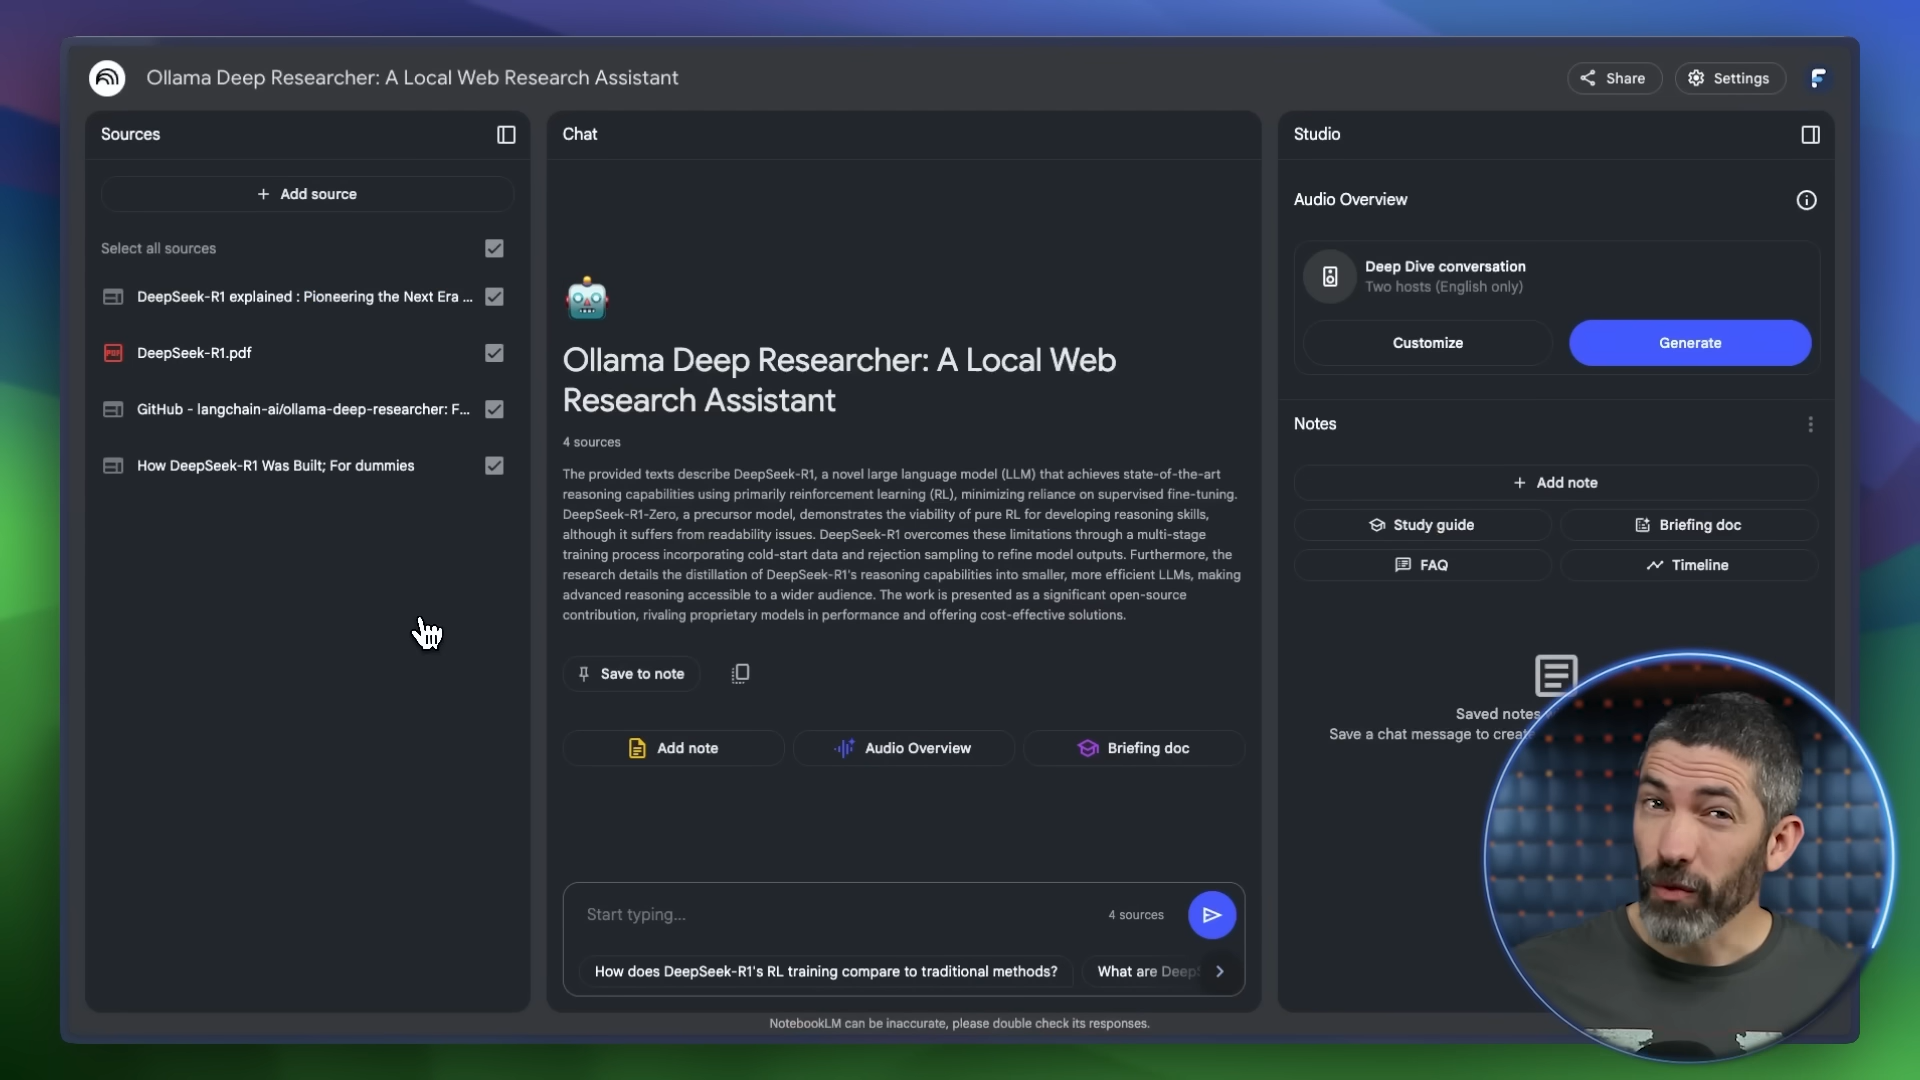 Ollama Deep Researcher: A Local Web Research Assistant
Share
Settings
Sources
Add source
Select all sources
DeepSeek-R1 explained : Pioneering the Next Era ...
PDF
DeepSeek-R1.pdf
GitHub - langchain-ai/ollama-deep-researcher: F...
How DeepSeek-R1 Was Built; For dummies
Chat
Ollama Deep Researcher: A Local Web
Research Assistant
4 sources
The provided texts describe DeepSeek-R1, a novel large language model (LLM) that achieves state-of-the-art
reasoning capabilities using primarily reinforcement learning (RL), minimizing reliance on supervised fine-tuning.
DeepSeek-R1-Zero, a precursor model, demonstrates the viability of pure RL for developing reasoning skills,
although it suffers from readability issues. DeepSeek-R1 overcomes these limitations through a multi-stage
training process incorporating cold-start data and rejection sampling to refine model outputs. Furthermore, the
research details the distillation of DeepSeek-R1's reasoning capabilities into smaller, more efficient LLMs, making
advanced reasoning accessible to a wider audience. The work is presented as a significant open-source
contribution, rivaling proprietary models in performance and offering cost-effective solutions.
Save to note
Add note
Audio Overview
Briefing doc
Start typing...
4 sources
How does DeepSeek-R1's RL training compare to traditional methods?
What are Deep
NotebookLM can be inaccurate, please double check its responses.
Studio
Audio Overview
Deep Dive conversation
Two hosts (English only)
Customize
Generate
Notes
Add note
Study guide
Briefing doc
FAQ
Timeline
Saved notes
Save a chat message to create